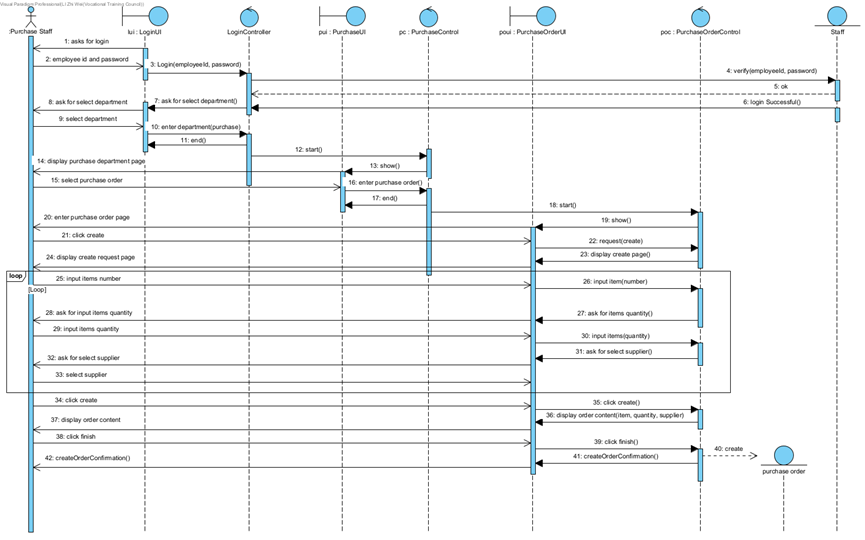 Visual Paradigm Professional(LI ZIN Wai(Vocational Training Council))
:Purchase Staff
lui : LoginUI
LoginController
pui : PurchaseUI
pc : PurchaseControl
poui : PurchaseOrderUI
poc : PurchaseOrderControl
Staff
1: asks for login
2: employee id and password
3: Login(employeeId, password)
4: verify(employeeId, password)
5: ok
6: login Successful()
7: ask for select department()
8: ask for select department
9: select department
10: enter department(purchase)
11: end()
12: start()
13: show()
14: display purchase department page
15: select purchase order
16: enter purchase order()
17: end()
18: start()
19: show()
20: enter purchase order page
21: click create
22: request(create)
23: display create page()
24: display create request page
loop
[Loop]
25: input items number
26: input item(number)
27: ask for items quantity()
28: ask for input items quantity
29: input items quantity
30: input items(quantity)
31: ask for select supplier()
32: ask for select supplier
33: select supplier
34: click create
35: click create()
36: display order content(item, quantity, supplier)
37: display order content
38: click finish
39: click finish()
40: create
41: createOrderConfirmation()
42: createOrderConfirmation()
purchase order